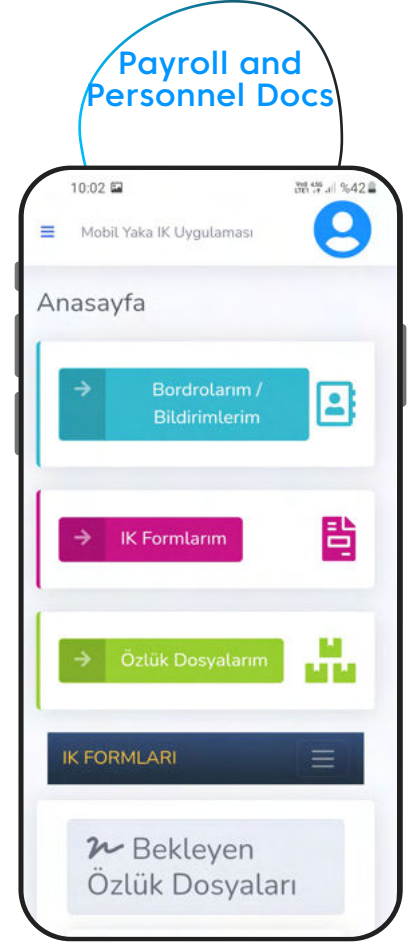 Payroll and
Personnel Docs
10:02 %42
Mobil Yaka IK Uygulaması
Anasayfa
Bordrolarım /
Bildirimlerim
IK Formlarım
Özlük Dosyalarım
IK FORMLARI
Bekleyen
Özlük Dosyaları